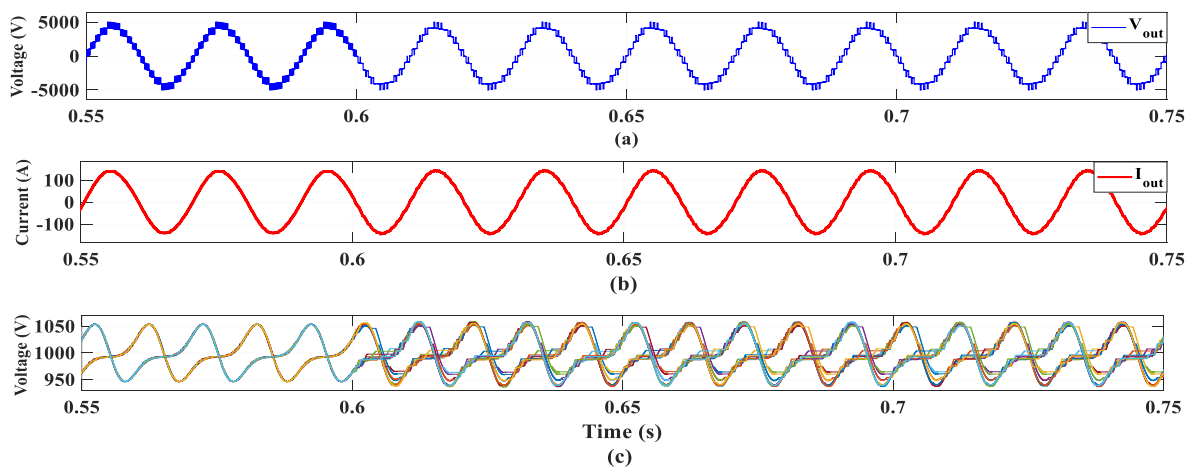 Voltage (V)
5000
0
-5000
V_out
0.55 0.6 0.65 0.7 0.75
(a)
Current (A)
100
0
-100
I_out
0.55 0.6 0.65 0.7 0.75
(b)
Voltage (V)
1050
1000
950
0.55 0.6 0.65 0.7 0.75
Time (s)
(c)